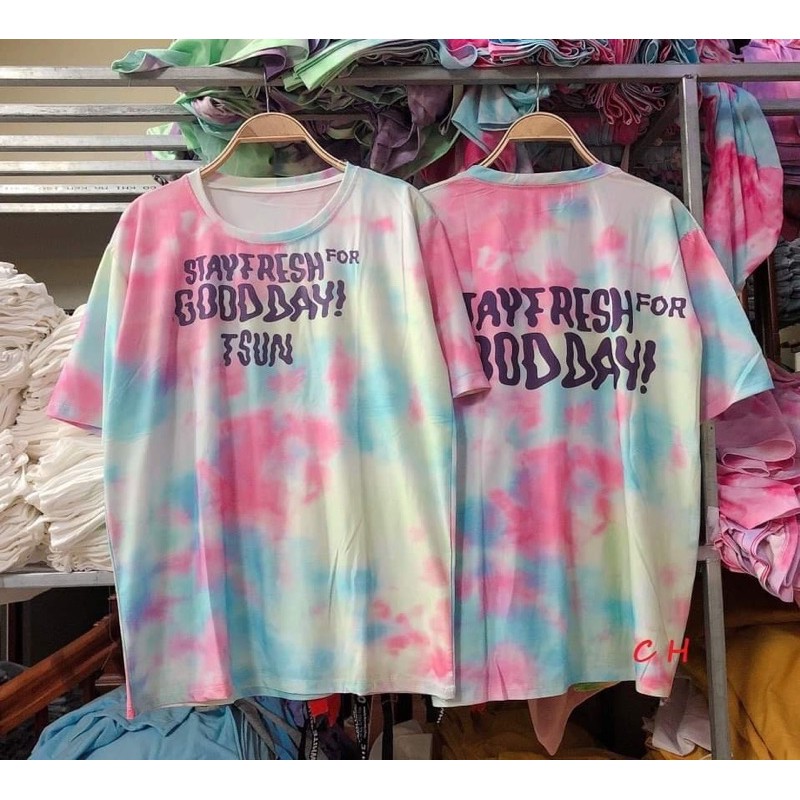 STAYFRESH FOR
GOOD DAY!
TSUN
TAYFRESH FOR
OOD DAY!
C H